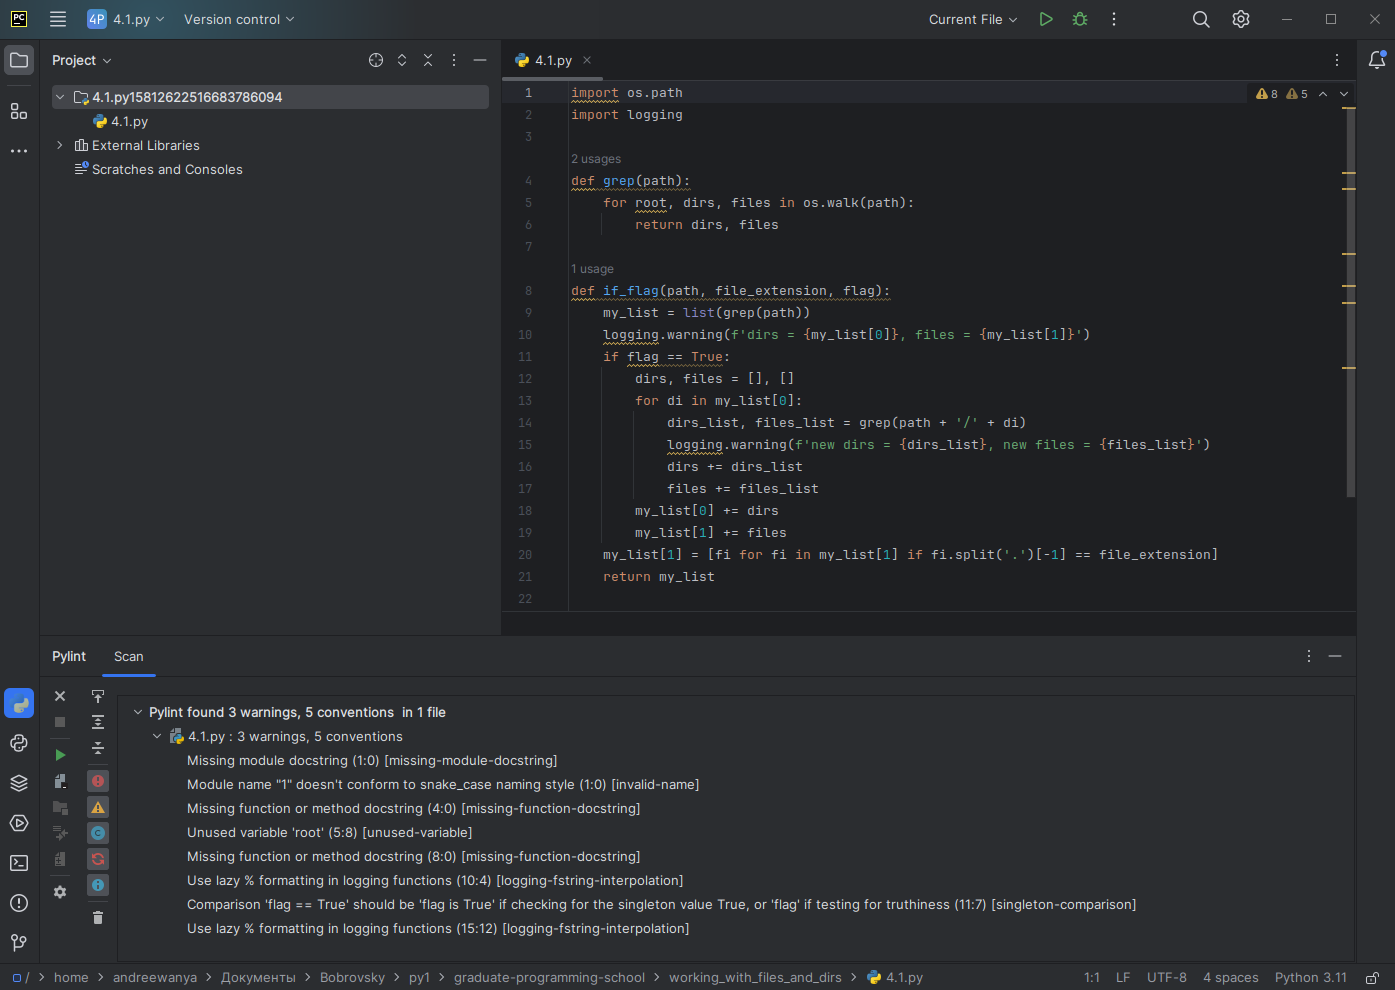 PC
4P 4.1.py Version control Current File
Project
4.1.py15812622516683786094
4.1.py
External Libraries
Scratches and Consoles
4.1.py
8 5
1 import os.path
2 import logging
3
2 usages
4 def grep(path):
5 for root, dirs, files in os.walk(path):
6 return dirs, files
7
1 usage
8 def if_flag(path, file_extension, flag):
9 my_list = list(grep(path))
10 logging.warning(f'dirs = {my_list[0]}, files = {my_list[1]}')
11 if flag == True:
12 dirs, files = [], []
13 for di in my_list[0]:
14 dirs_list, files_list = grep(path + '/' + di)
15 logging.warning(f'new dirs = {dirs_list}, new files = {files_list}')
16 dirs += dirs_list
17 files += files_list
18 my_list[0] += dirs
19 my_list[1] += files
20 my_list[1] = [fi for fi in my_list[1] if fi.split('.')[-1] == file_extension]
21 return my_list
22
Pylint Scan
Pylint found 3 warnings, 5 conventions in 1 file
4.1.py : 3 warnings, 5 conventions
Missing module docstring (1:0) [missing-module-docstring]
Module name "1" doesn't conform to snake_case naming style (1:0) [invalid-name]
Missing function or method docstring (4:0) [missing-function-docstring]
Unused variable 'root' (5:8) [unused-variable]
Missing function or method docstring (8:0) [missing-function-docstring]
Use lazy % formatting in logging functions (10:4) [logging-fstring-interpolation]
Comparison 'flag == True' should be 'flag is True' if checking for the singleton value True, or 'flag' if testing for truthiness (11:7) [singleton-comparison]
Use lazy % formatting in logging functions (15:12) [logging-fstring-interpolation]
/ > home > andreewanya > Документы > Bobrovsky > py1 > graduate-programming-school > working_with_files_and_dirs > 4.1.py 1:1 LF UTF-8 4 spaces Python 3.11